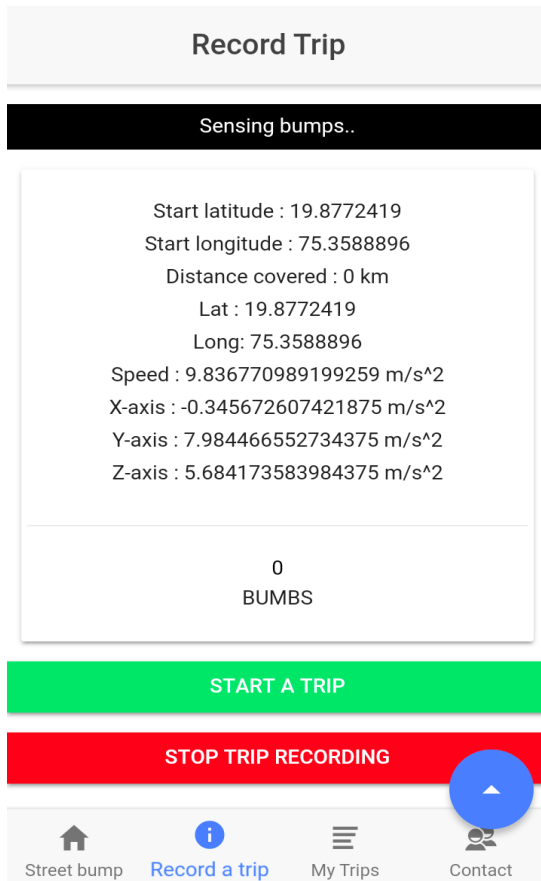 Record Trip
Sensing bumps..
Start latitude : 19.8772419
Start longitude : 75.3588896
Distance covered : 0 km
Lat : 19.8772419
Long: 75.3588896
Speed : 9.836770989199259 m/s^2
X-axis : -0.345672607421875 m/s^2
Y-axis : 7.984466552734375 m/s^2
Z-axis : 5.684173583984375 m/s^2
0
BUMBS
START A TRIP
STOP TRIP RECORDING
Street bump Record a trip My Trips Contact